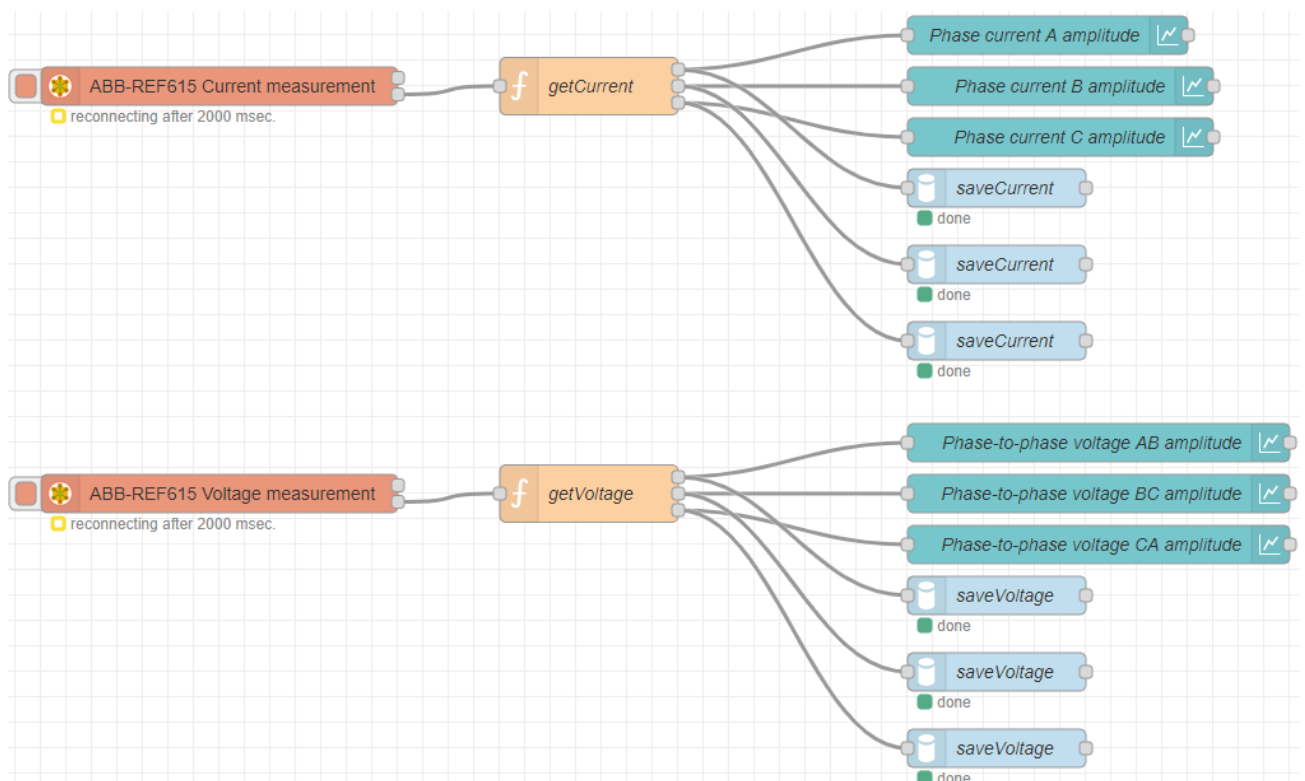 Phase current A amplitude
ABB-REF615 Current measurement
getCurrent
Phase current B amplitude
reconnecting after 2000 msec.
Phase current C amplitude
saveCurrent
done
saveCurrent
done
saveCurrent
done
Phase-to-phase voltage AB amplitude
ABB-REF615 Voltage measurement
getVoltage
Phase-to-phase voltage BC amplitude
reconnecting after 2000 msec.
Phase-to-phase voltage CA amplitude
saveVoltage
done
saveVoltage
done
saveVoltage
done